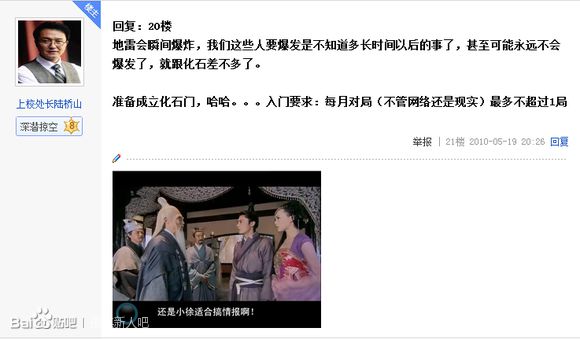 楼主
回复：20楼
地雷会瞬间爆炸，我们这些人要爆发是不知道多长时间以后的事了，甚至可能永远不会
爆发了，就跟化石差不多了。
准备成立化石门，哈哈。。。入门要求：每月对局（不管网络还是现实）最多不超过1局
上校处长陆桥山
深潜掠空 8
举报 | 21楼 2010-05-19 20:26 回复
还是小徐适合搞情报啊！
Baidu贴吧 | 新人吧